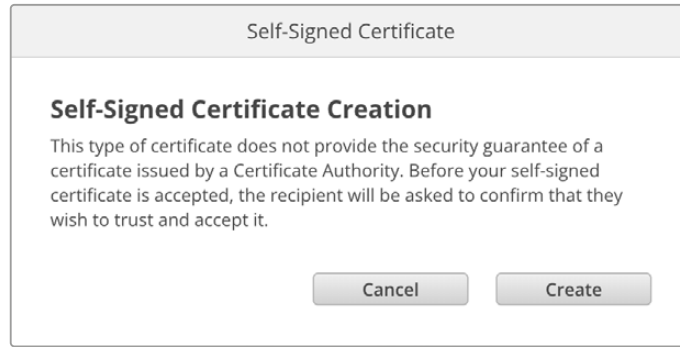 Self-Signed Certificate
Self-Signed Certificate Creation
This type of certificate does not provide the security guarantee of a
certificate issued by a Certificate Authority. Before your self-signed
certificate is accepted, the recipient will be asked to confirm that they
wish to trust and accept it.
Cancel Create